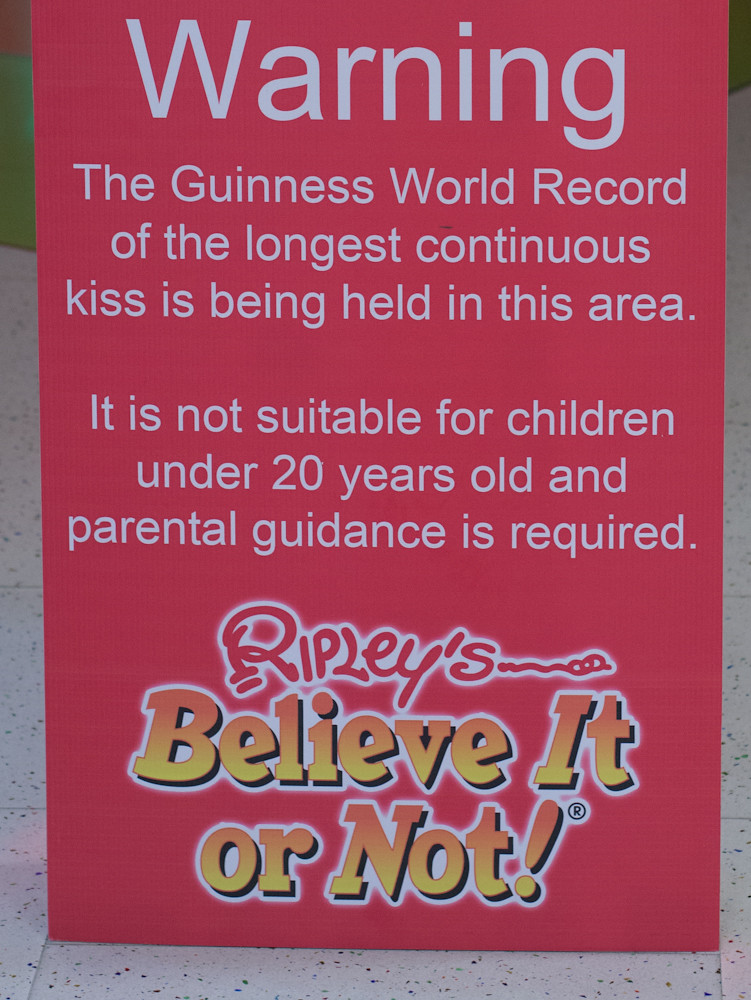 Warning
The Guinness World Record
of the longest continuous
kiss is being held in this area.
It is not suitable for children
under 20 years old and
parental guidance is required.
Ripley's
Believe It
or Not!®